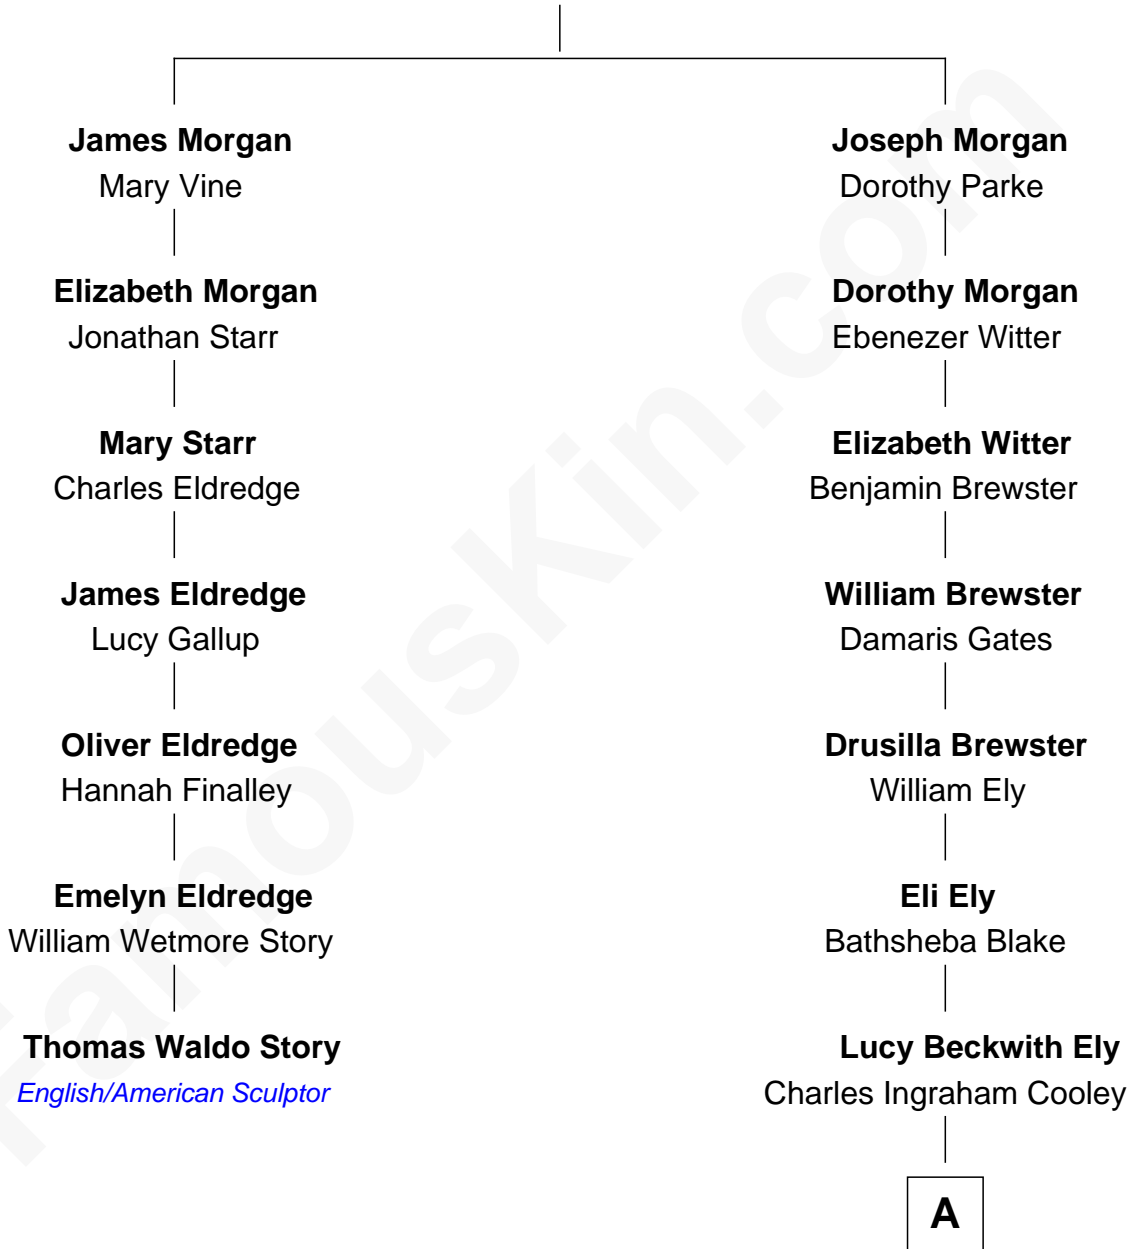 James Morgan
Mary Vine
Elizabeth Morgan
Jonathan Starr
Mary Starr
Charles Eldredge
James Eldredge
Lucy Gallup
Oliver Eldredge
Hannah Finalley
Emelyn Eldredge
William Wetmore Story
Thomas Waldo Story
English/American Sculptor
Joseph Morgan
Dorothy Parke
Dorothy Morgan
Ebenezer Witter
Elizabeth Witter
Benjamin Brewster
William Brewster
Damaris Gates
Drusilla Brewster
William Ely
Eli Ely
Bathsheba Blake
Lucy Beckwith Ely
Charles Ingraham Cooley
A
FamousKin.com